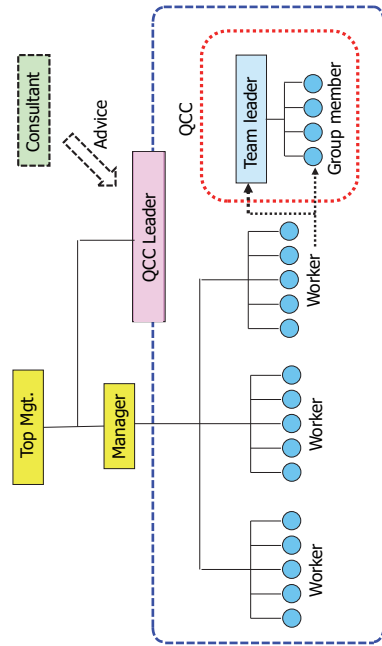 Consultant
Advice
Top Mgt.
Manager
QCC Leader
QCC
Team leader
Group member
Worker
Worker
Worker